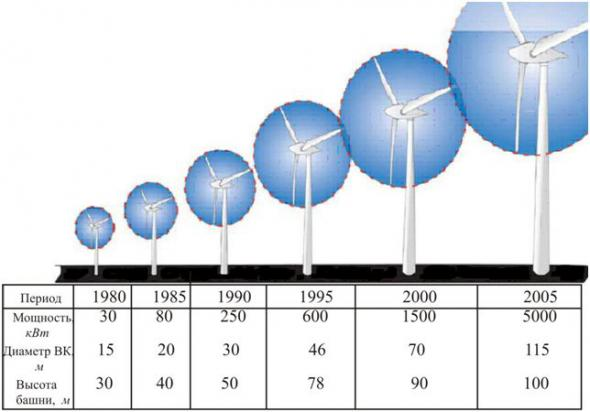 Период 1980 1985 1990 1995 2000 2005
Мощность, 30 80 250 600 1500 5000
кВт
Диаметр ВК, 15 20 30 46 70 115
м
Высота 30 40 50 78 90 100
башни, м